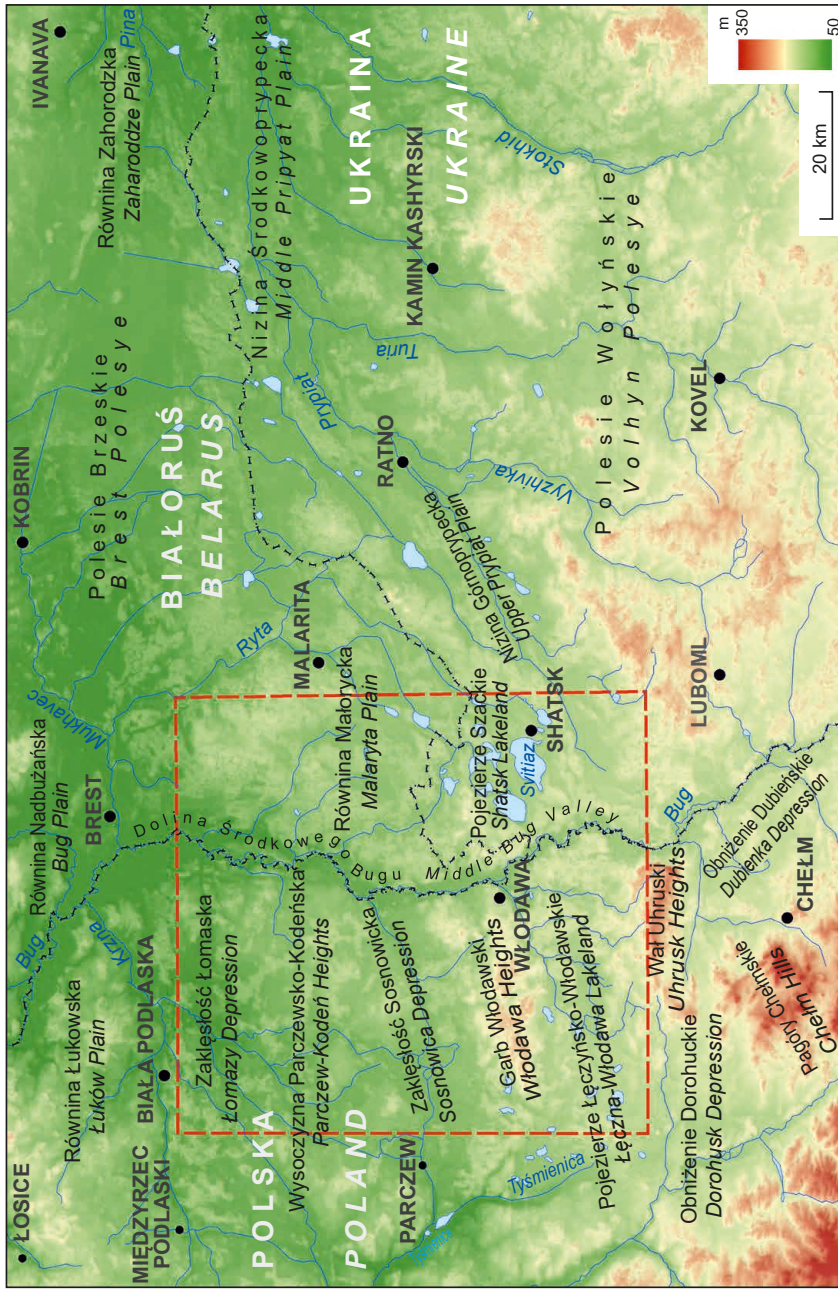 ŁOSICE
Równina Łukowska
Łuków Plain
MIĘDZYRZEC
PODLASKI
BIAŁA PODLASKA
Krzna
Bug
Równina Nadbużańska
Bug Plain
BREST
Mukhavec
KOBRIN
Polesie Brzeskie
Brest Polesye
Równina Zahorodzka
Zaharoddze Plain
Pina
IVANAVA
BIAŁORUŚ
BELARUS
Ryta
MALARITA
Równina Małorycka
Malaryta Plain
Dolina Środkowego Bugu
Middle Bug Valley
Zaklęsłość Łomaska
Łomazy Depression
POLSKA
POLAND
Wysoczyzna Parczewsko-Kodeńska
Parczew-Kodeń Heights
PARCZEW
Zaklęsłość Sosnowicka
Sosnowica Depression
Tyśmienica
Garb Włodawski
Włodawa Heights
WŁODAWA
Pojezierze Łęczyńsko-Włodawskie
Łęczna-Włodawa Lakeland
Pojezierze Szackie
Shatsk Lakeland
Svitiaz
SHATSK
Nizina Górnoprypecka
Upper Prypiat Plain
RATNO
Prypiat
Nizina Środkowoprypecka
Middle Pripyat Plain
UKRAINA
UKRAINE
KAMIN KASHYRSKI
Turia
Stokhid
Vyzhivka
Polesie Wołyńskie
Volhyn Polesye
KOVEL
LUBOML
Bug
Wał Uhruski
Uhrusk Heights
Obniżenie Dubieńskie
Dubienka Depression
Obniżenie Dorohuckie
Dorohusk Depression
CHEŁM
Pagóry Chełmskie
Chełm Hills
m
350
50
20 km